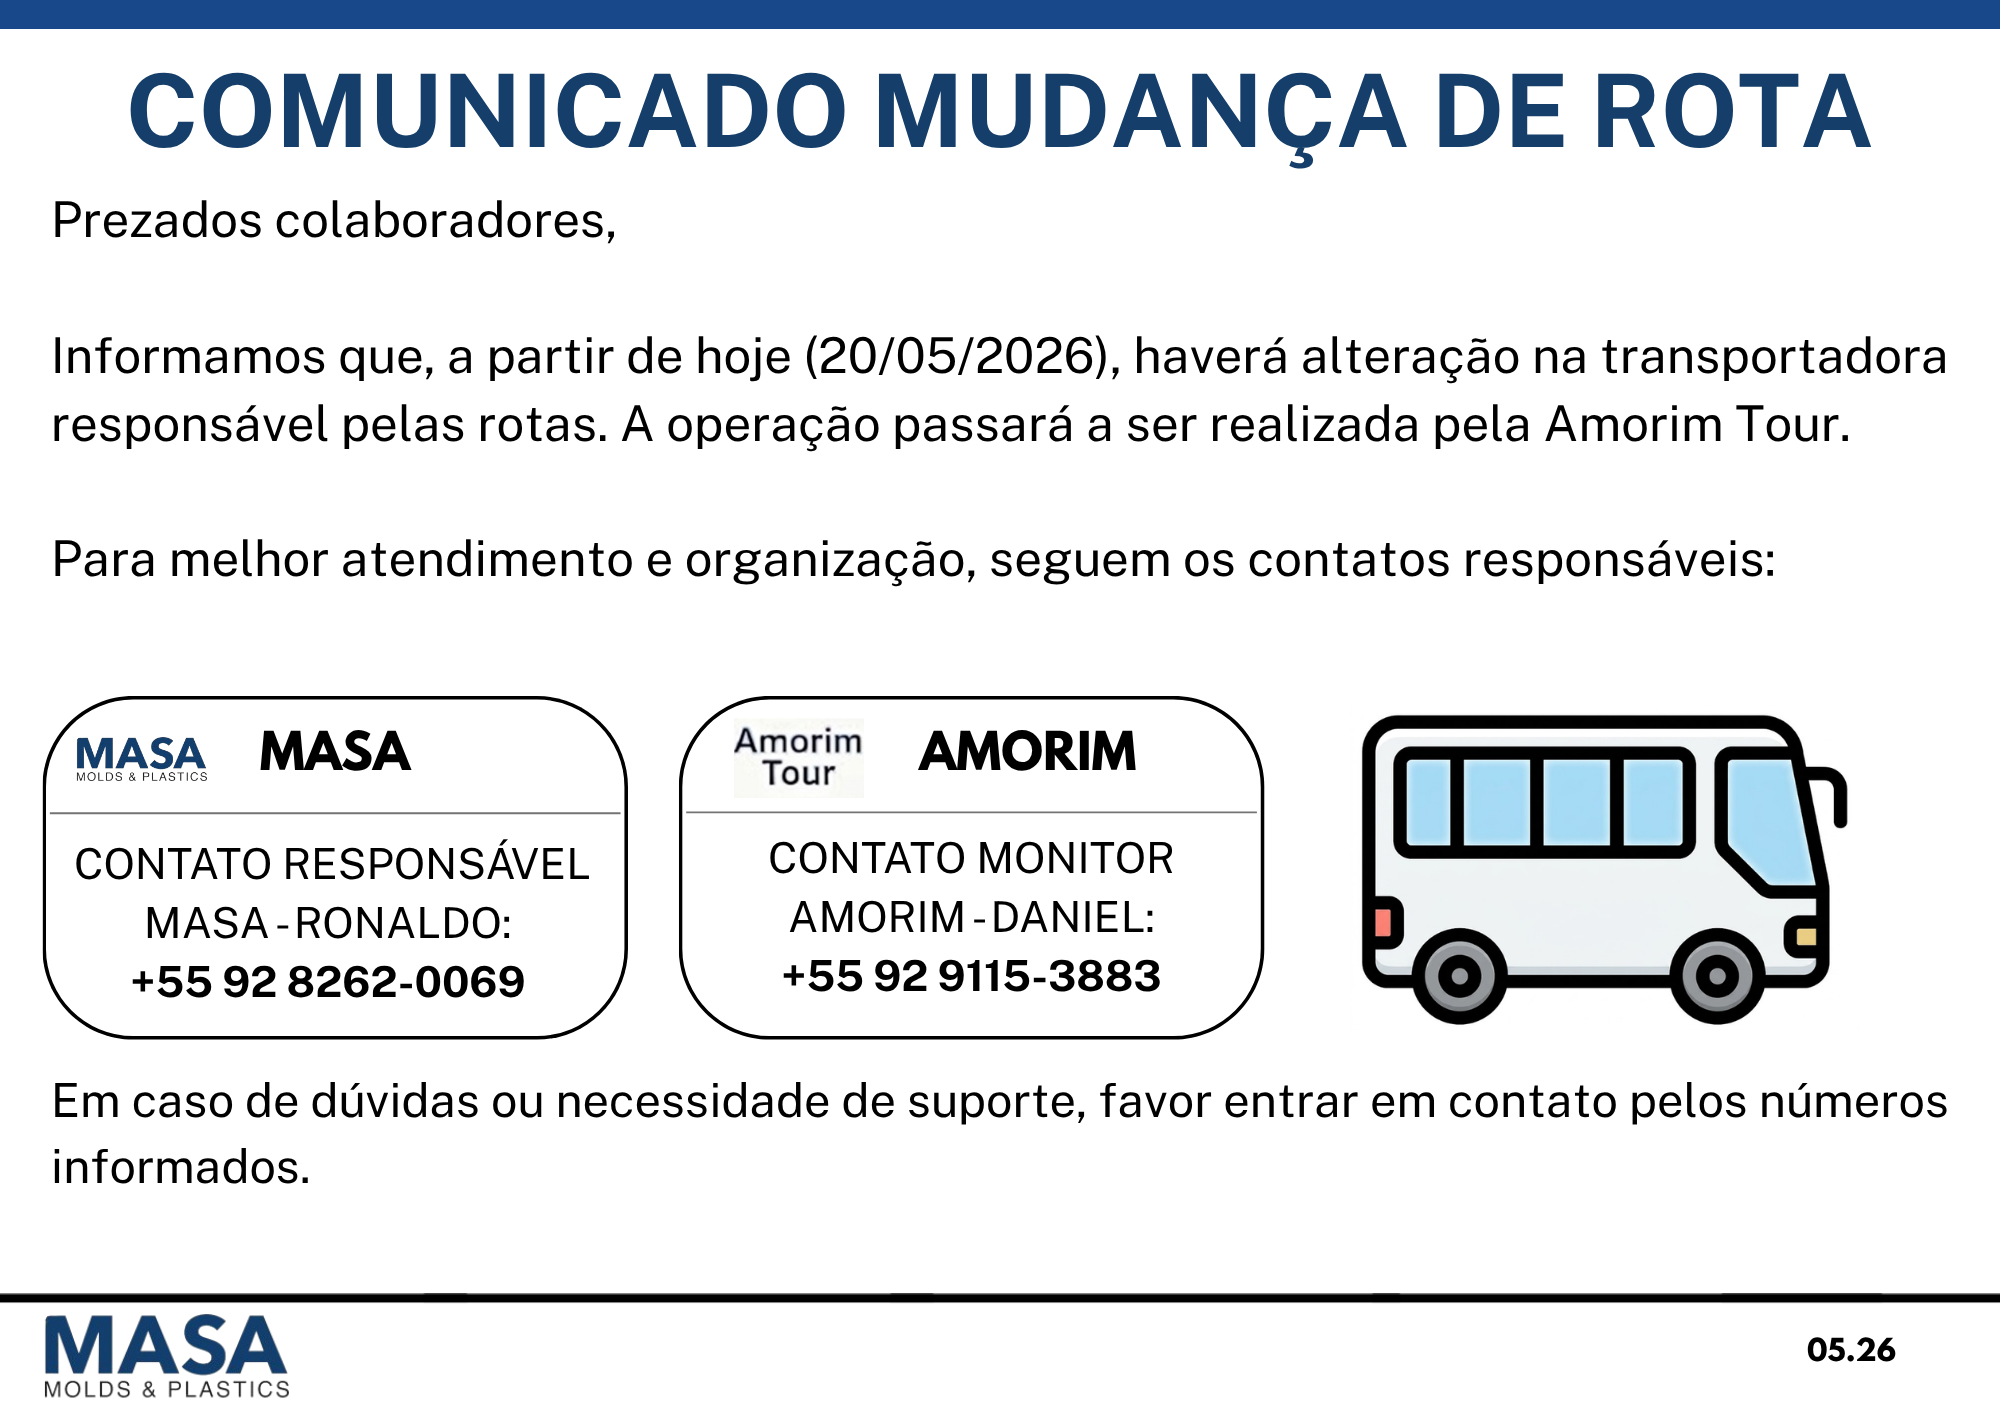 COMUNICADO MUDANÇA DE ROTA
Prezados colaboradores,
Informamos que, a partir de hoje (20/05/2026), haverá alteração na transportadora
responsável pelas rotas. A operação passará a ser realizada pela Amorim Tour.
Para melhor atendimento e organização, seguem os contatos responsáveis:
MASA
MOLDS & PLASTICS
MASA
CONTATO RESPONSÁVEL
MASA - RONALDO:
+55 92 8262-0069
Amorim
Tour
AMORIM
CONTATO MONITOR
AMORIM - DANIEL:
+55 92 9115-3883
Em caso de dúvidas ou necessidade de suporte, favor entrar em contato pelos números
informados.
MASA
MOLDS & PLASTICS
05.26